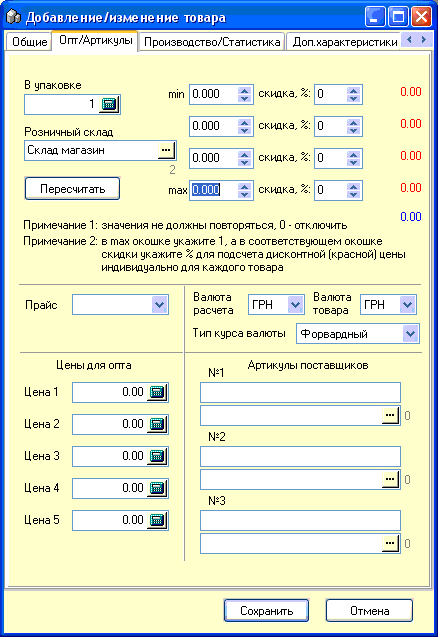 Добавление/изменение товара
Общие Опт/Артикулы Производство/Статистика Доп.характеристики
В упаковке
1
min 0.000 скидка, %: 0 0.00
0.000 скидка, %: 0 0.00
Розничный склад
Склад магазин ...
0.000 скидка, %: 0 0.00
2
Пересчитать
max 0.000 скидка, %: 0 0.00
0.00
Примечание 1: значения не должны повторяться, 0 - отключить
Примечание 2: в max окошке укажите 1, а в соответствующем окошке
скидки укажите % для подсчета дисконтной (красной) цены
индивидуально для каждого товара
Прайс
Валюта расчета ГРН Валюта товара ГРН
Тип курса валюты Форвардный
Цены для опта
Цена 1 0.00
Цена 2 0.00
Цена 3 0.00
Цена 4 0.00
Цена 5 0.00
Артикулы поставщиков
№1
... 0
№2
... 0
№3
... 0
Сохранить Отмена